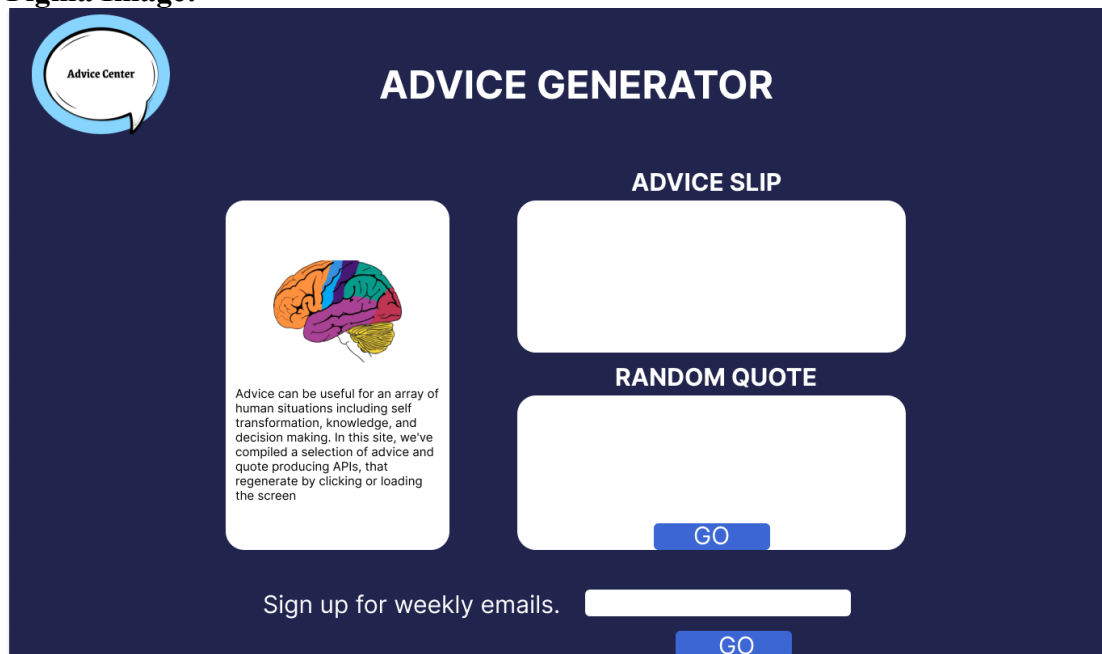 Figma Image:
Advice Center
ADVICE GENERATOR
ADVICE SLIP
Advice can be useful for an array of
human situations including self
transformation, knowledge, and
decision making. In this site, we've
compiled a selection of advice and
quote producing APIs, that
regenerate by clicking or loading
the screen
RANDOM QUOTE
GO
Sign up for weekly emails.
GO